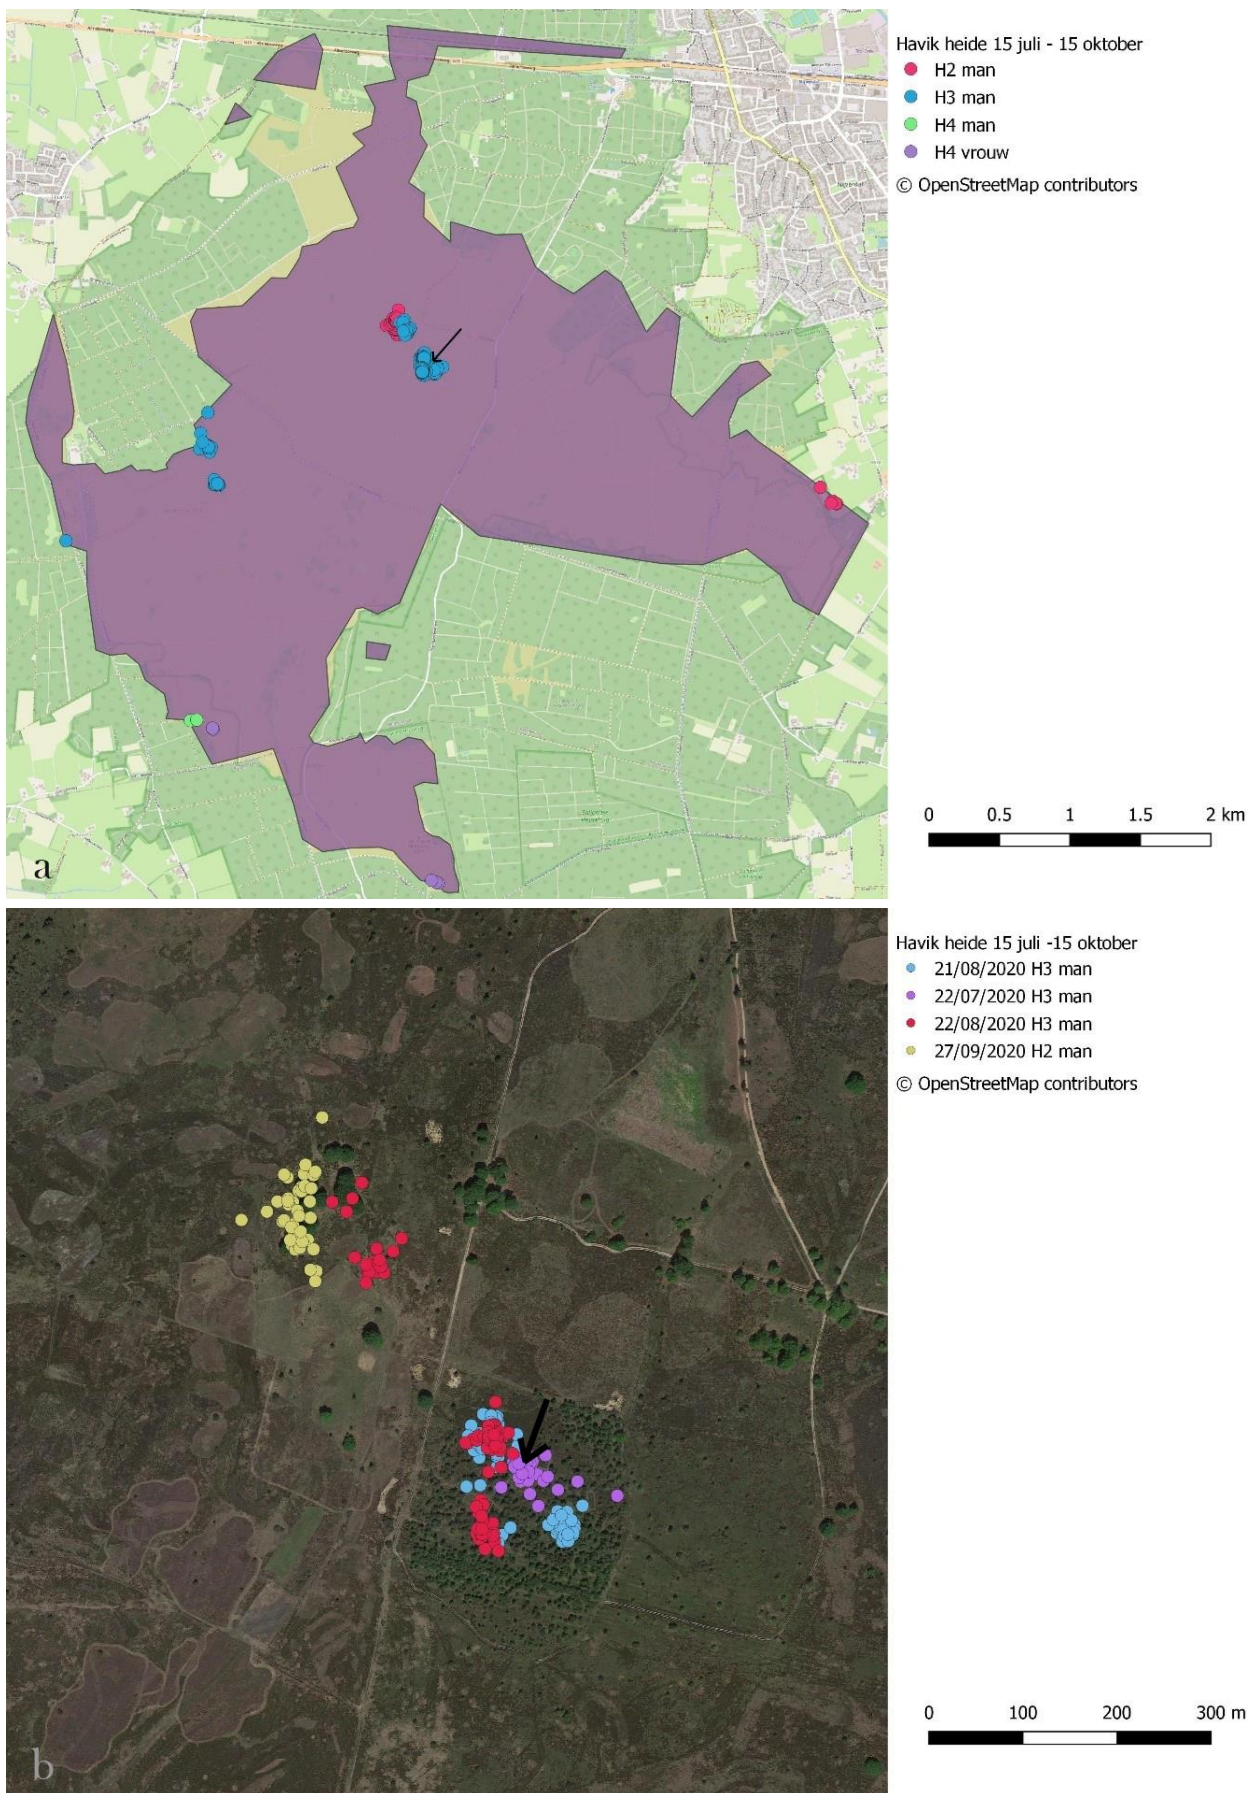 Havik heide 15 juli - 15 oktober
H2 man
H3 man
H4 man
H4 vrouw
© OpenStreetMap contributors
0 0.5 1 1.5 2 km
a
Havik heide 15 juli -15 oktober
21/08/2020 H3 man
22/07/2020 H3 man
22/08/2020 H3 man
27/09/2020 H2 man
© OpenStreetMap contributors
0 100 200 300 m
b